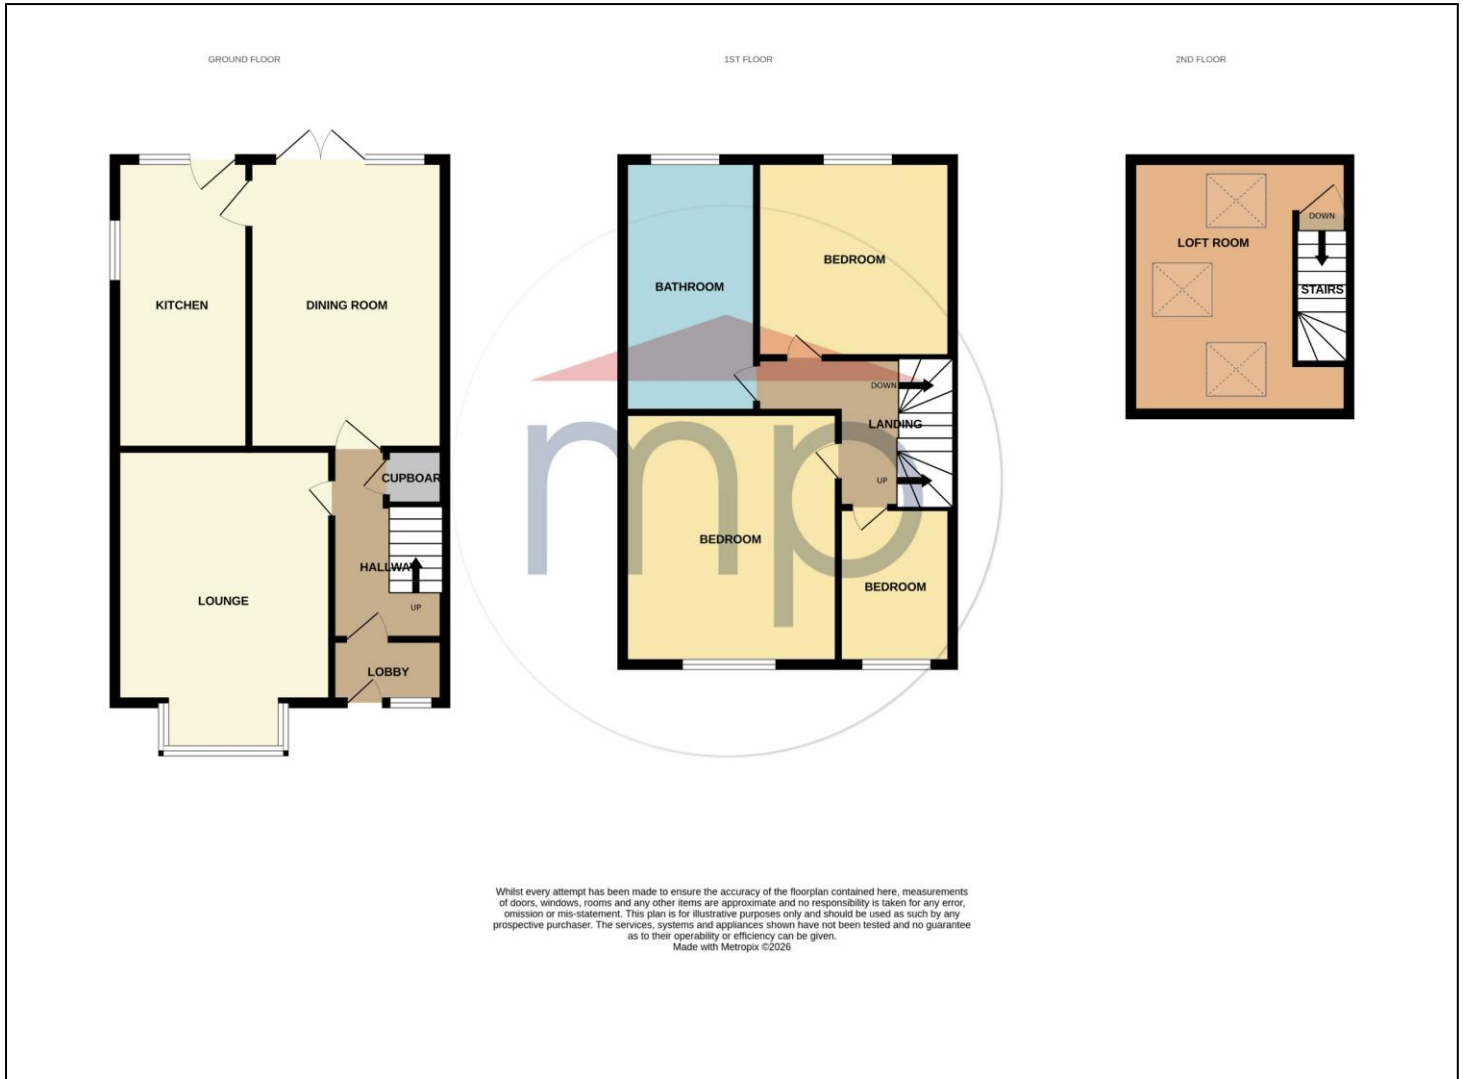 GROUND FLOOR
1ST FLOOR
2ND FLOOR
KITCHEN
DINING ROOM
CUPBOAR
HALLWAY
UP
LOUNGE
LOBBY
BATHROOM
BEDROOM
DOWN
LANDING
UP
BEDROOM
BEDROOM
mp
LOFT ROOM
DOWN
STAIRS
Whilst every attempt has been made to ensure the accuracy of the floorplan contained here, measurements
of doors, windows, rooms and any other items are approximate and no responsibility is taken for any error,
omission or mis-statement. This plan is for illustrative purposes only and should be used as such by any
prospective purchaser. The services, systems and appliances shown have not been tested and no guarantee
as to their operability or efficiency can be given.
Made with Metropix ©2026